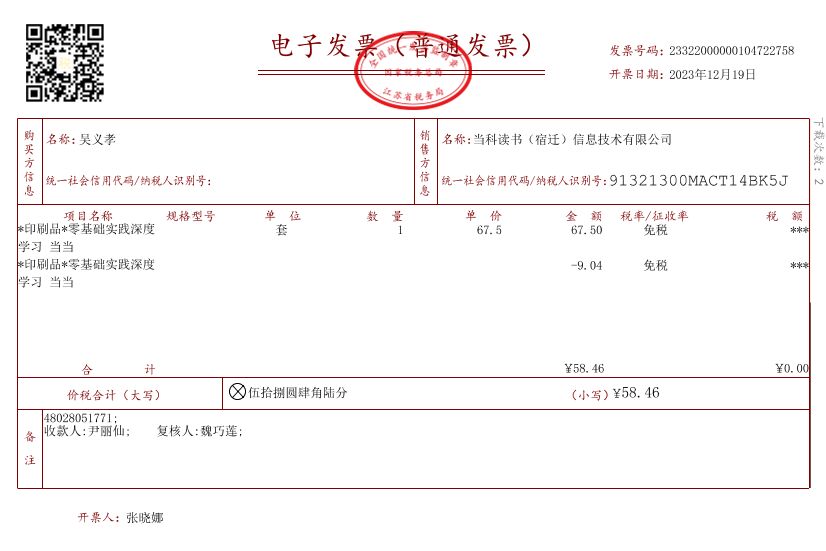 电子发票（普通发票）
全国统一发票监制章
国家税务总局
江苏省税务局
发票号码：23322000000104722758
开票日期：2023年12月19日
下载次数：2
购买方信息
名称：吴义孝
统一社会信用代码/纳税人识别号：
销售方信息
名称：当科读书（宿迁）信息技术有限公司
统一社会信用代码/纳税人识别号：91321300MACT14BK5J
项目名称 规格型号 单 位 数 量 单 价 金 额 税率/征收率 税 额
*印刷品*零基础实践深度 套 1 67.5 67.50 免税 ***
学习 当当
*印刷品*零基础实践深度 -9.04 免税 ***
学习 当当
合 计 ¥58.46 ¥0.00
价税合计（大写） 伍拾捌圆肆角陆分 （小写）¥58.46
备注
48028051771;
收款人:尹丽仙; 复核人:魏巧莲;
开票人：张晓娜